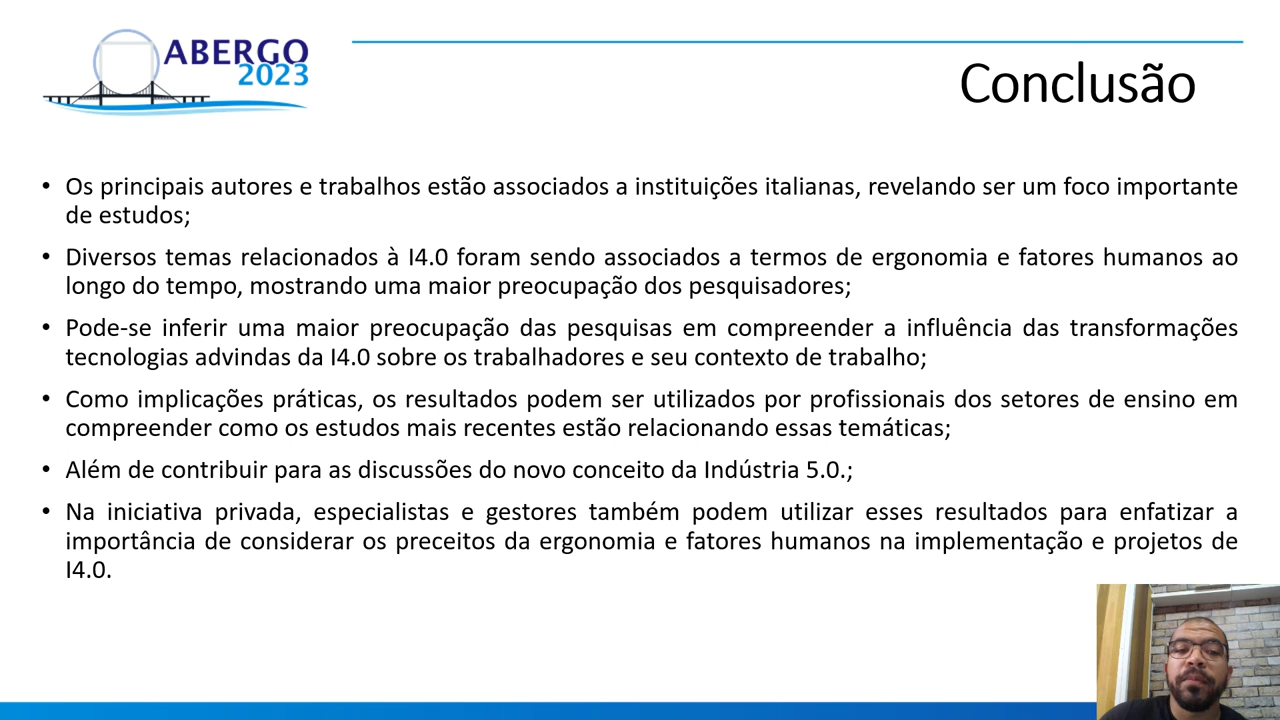 ABERGO
2023
Conclusão
• Os principais autores e trabalhos estão associados a instituições italianas, revelando ser um foco importante
de estudos;
• Diversos temas relacionados à I4.0 foram sendo associados a termos de ergonomia e fatores humanos ao
longo do tempo, mostrando uma maior preocupação dos pesquisadores;
• Pode-se inferir uma maior preocupação das pesquisas em compreender a influência das transformações
tecnologias advindas da I4.0 sobre os trabalhadores e seu contexto de trabalho;
• Como implicações práticas, os resultados podem ser utilizados por profissionais dos setores de ensino em
compreender como os estudos mais recentes estão relacionando essas temáticas;
• Além de contribuir para as discussões do novo conceito da Indústria 5.0.;
• Na iniciativa privada, especialistas e gestores também podem utilizar esses resultados para enfatizar a
importância de considerar os preceitos da ergonomia e fatores humanos na implementação e projetos de
I4.0.